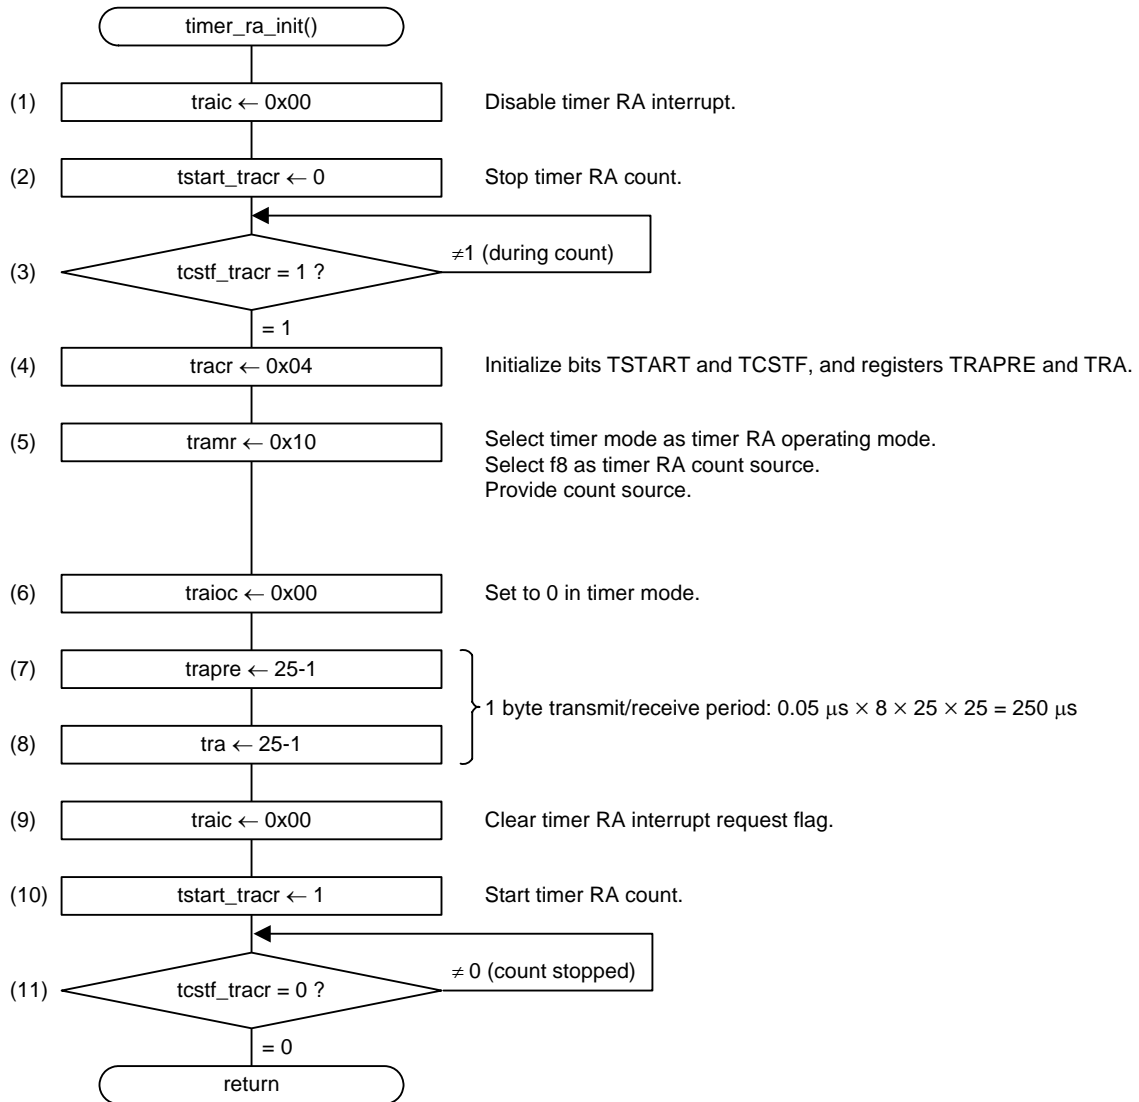 timer_ra_init()
(1) traic ← 0x00 Disable timer RA interrupt.
(2) tstart_tracr ← 0 Stop timer RA count.
≠1 (during count)
(3) tcstf_tracr = 1 ?
= 1
(4) tracr ← 0x04 Initialize bits TSTART and TCSTF, and registers TRAPRE and TRA.
(5) tramr ← 0x10 Select timer mode as timer RA operating mode.
Select f8 as timer RA count source.
Provide count source.
(6) traioc ← 0x00 Set to 0 in timer mode.
(7) trapre ← 25-1
1 byte transmit/receive period: 0.05 μs × 8 × 25 × 25 = 250 μs
(8) tra ← 25-1
(9) traic ← 0x00 Clear timer RA interrupt request flag.
(10) tstart_tracr ← 1 Start timer RA count.
≠ 0 (count stopped)
(11) tcstf_tracr = 0 ?
= 0
return